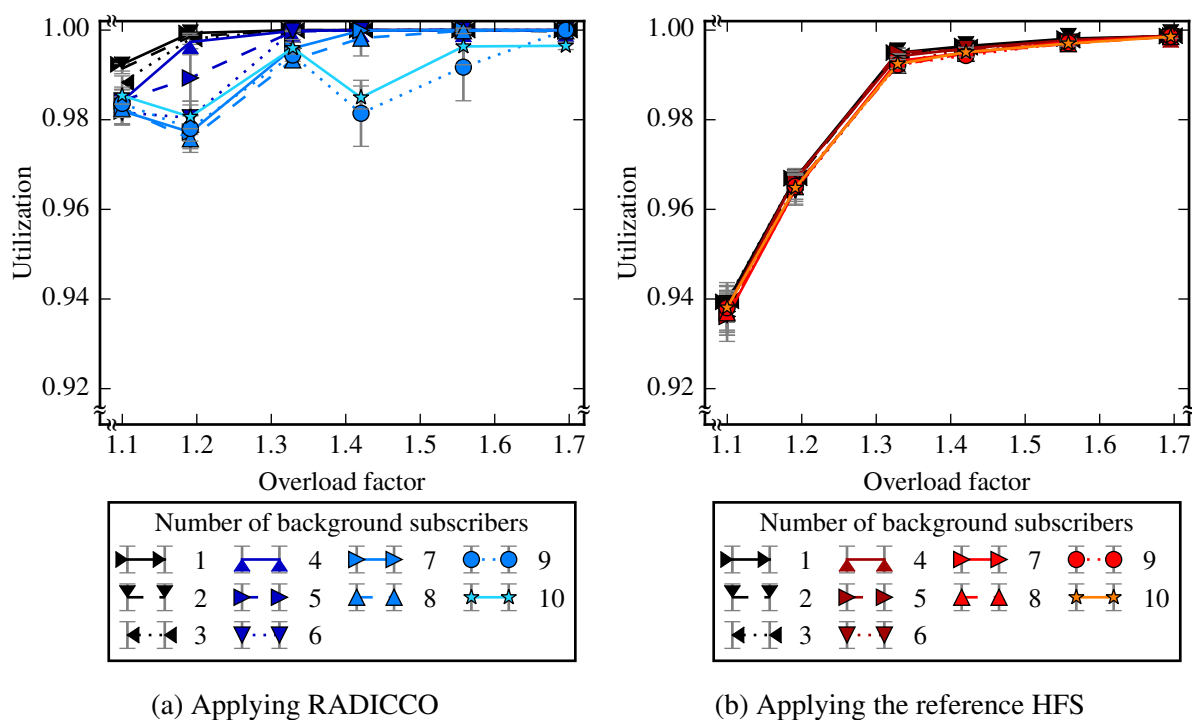 1.00
0.98
0.96
0.94
0.92
Utilization
1.1 1.2 1.3 1.4 1.5 1.6 1.7
Overload factor
Number of background subscribers
1 4 7 9
2 5 8 10
3 6
(a) Applying RADICCO
1.00
0.98
0.96
0.94
0.92
Utilization
1.1 1.2 1.3 1.4 1.5 1.6 1.7
Overload factor
Number of background subscribers
1 4 7 9
2 5 8 10
3 6
(b) Applying the reference HFS